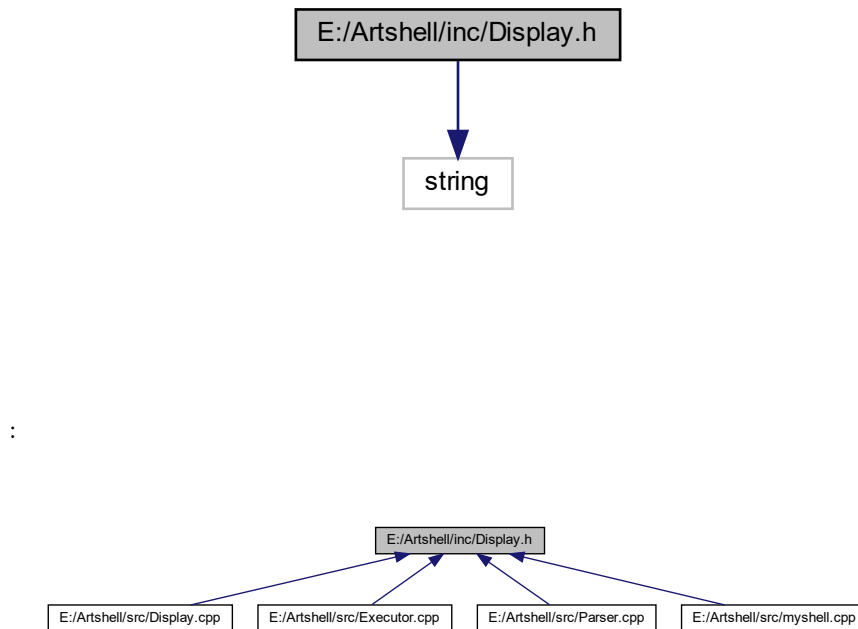 E:/Artshell/inc/Display.h
string
:
E:/Artshell/inc/Display.h
E:/Artshell/src/Display.cpp
E:/Artshell/src/Executor.cpp
E:/Artshell/src/Parser.cpp
E:/Artshell/src/myshell.cpp